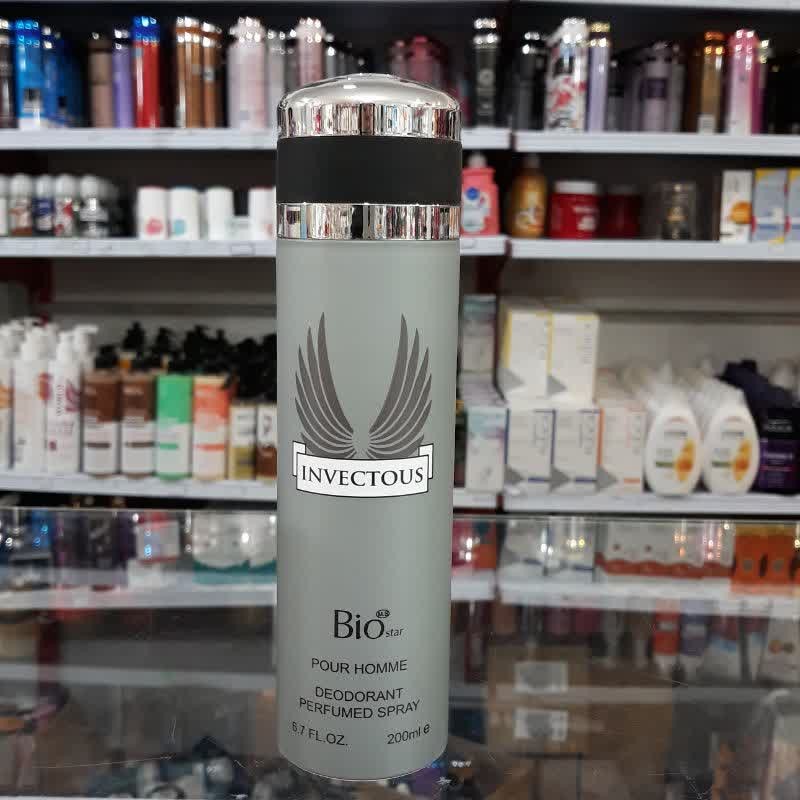 INVECTOUS
Bio U.S star
POUR HOMME
DEODORANT
PERFUMED SPRAY
6.7 FL.OZ. 200ml e